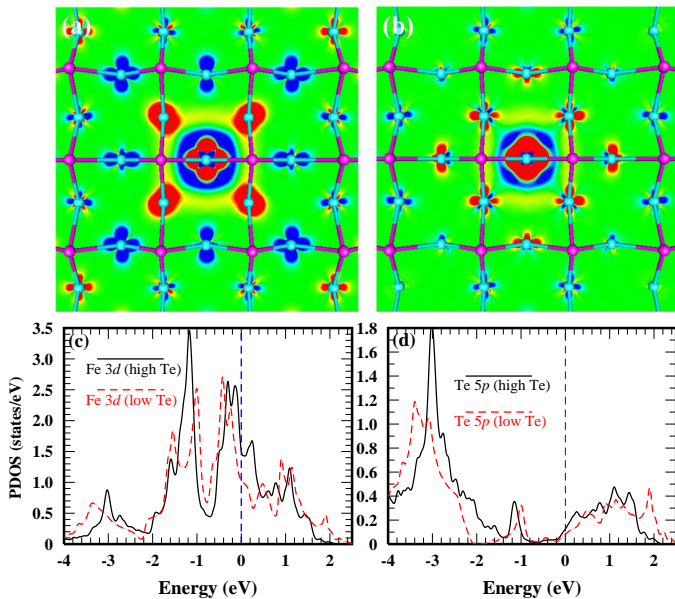 (a)
(b)
(c)
Fe 3d (high Te)
Fe 3d (low Te)
PDOS (states/eV)
3.5
3.0
2.5
2.0
1.5
1.0
0.5
0
-4 -3 -2 -1 0 1 2
Energy (eV)
(d)
Te 5p (high Te)
Te 5p (low Te)
1.8
1.6
1.4
1.2
1.0
0.8
0.6
0.4
0.2
0
-4 -3 -2 -1 0 1 2
Energy (eV)